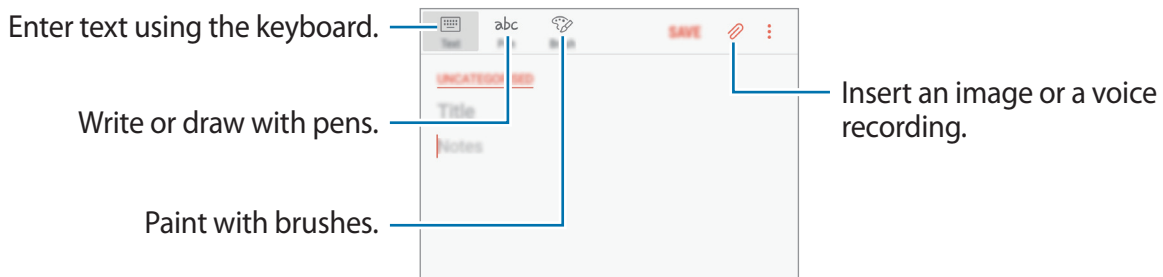 Enter text using the keyboard.
abc
Text
SAVE
UNCATEGORISED
Insert an image or a voice
recording.
Title
Write or draw with pens.
Notes
Paint with brushes.